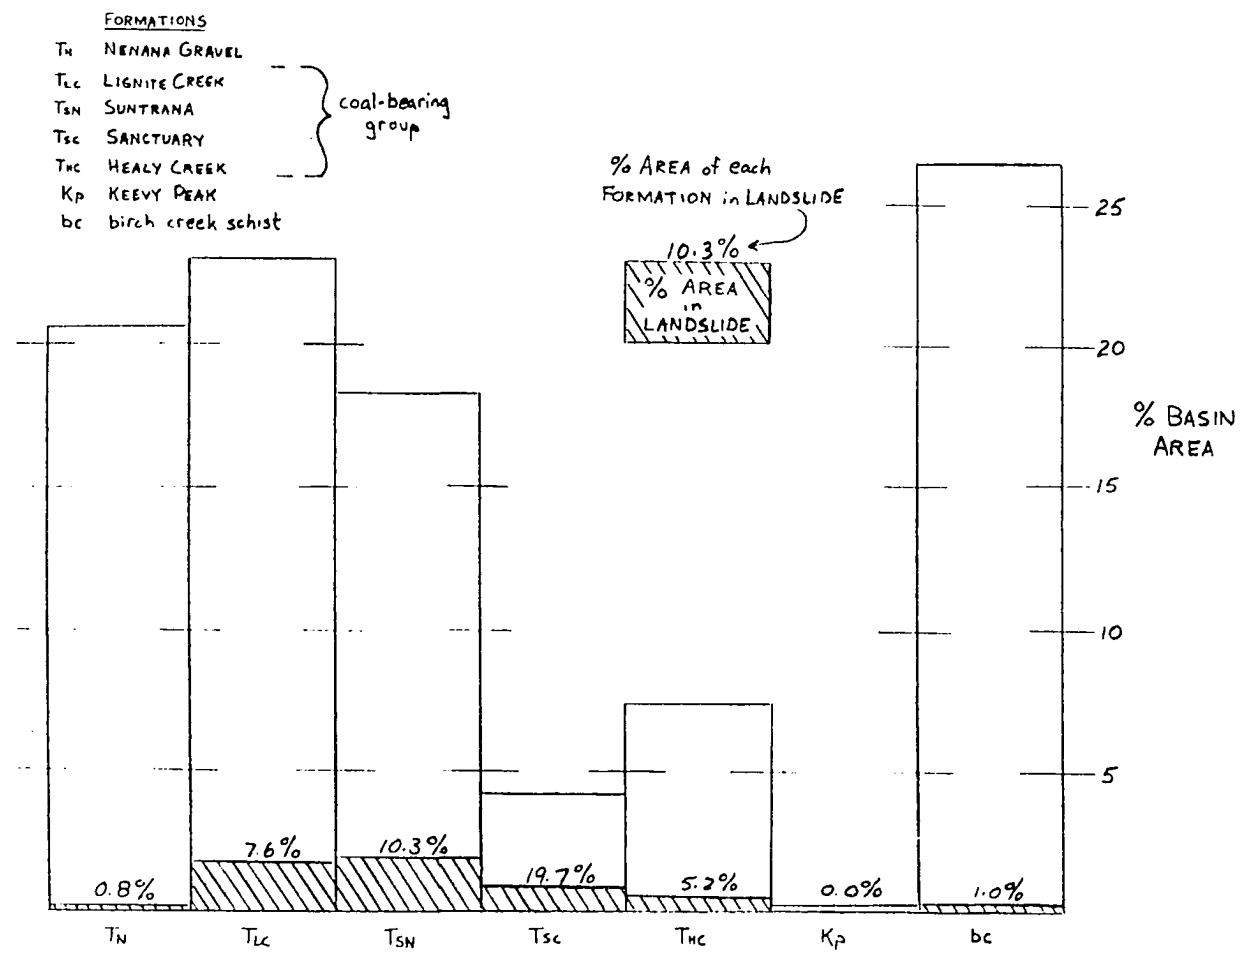 FORMATIONS
TN NENANA GRAVEL
TLC LIGNITE CREEK
TSN SUNTRANA
TSC SANCTUARY
THC HEALY CREEK
KP KEEVY PEAK
bc birch creek schist
coal-bearing
group
% AREA of each
FORMATION in LANDSLIDE
10.3%
% AREA
in
LANDSLIDE
25
20
% BASIN
AREA
15
10
5
0.8%
7.6%
10.3%
19.7%
5.2%
0.0%
1.0%
TN
TLC
TSN
TSC
THC
KP
bc